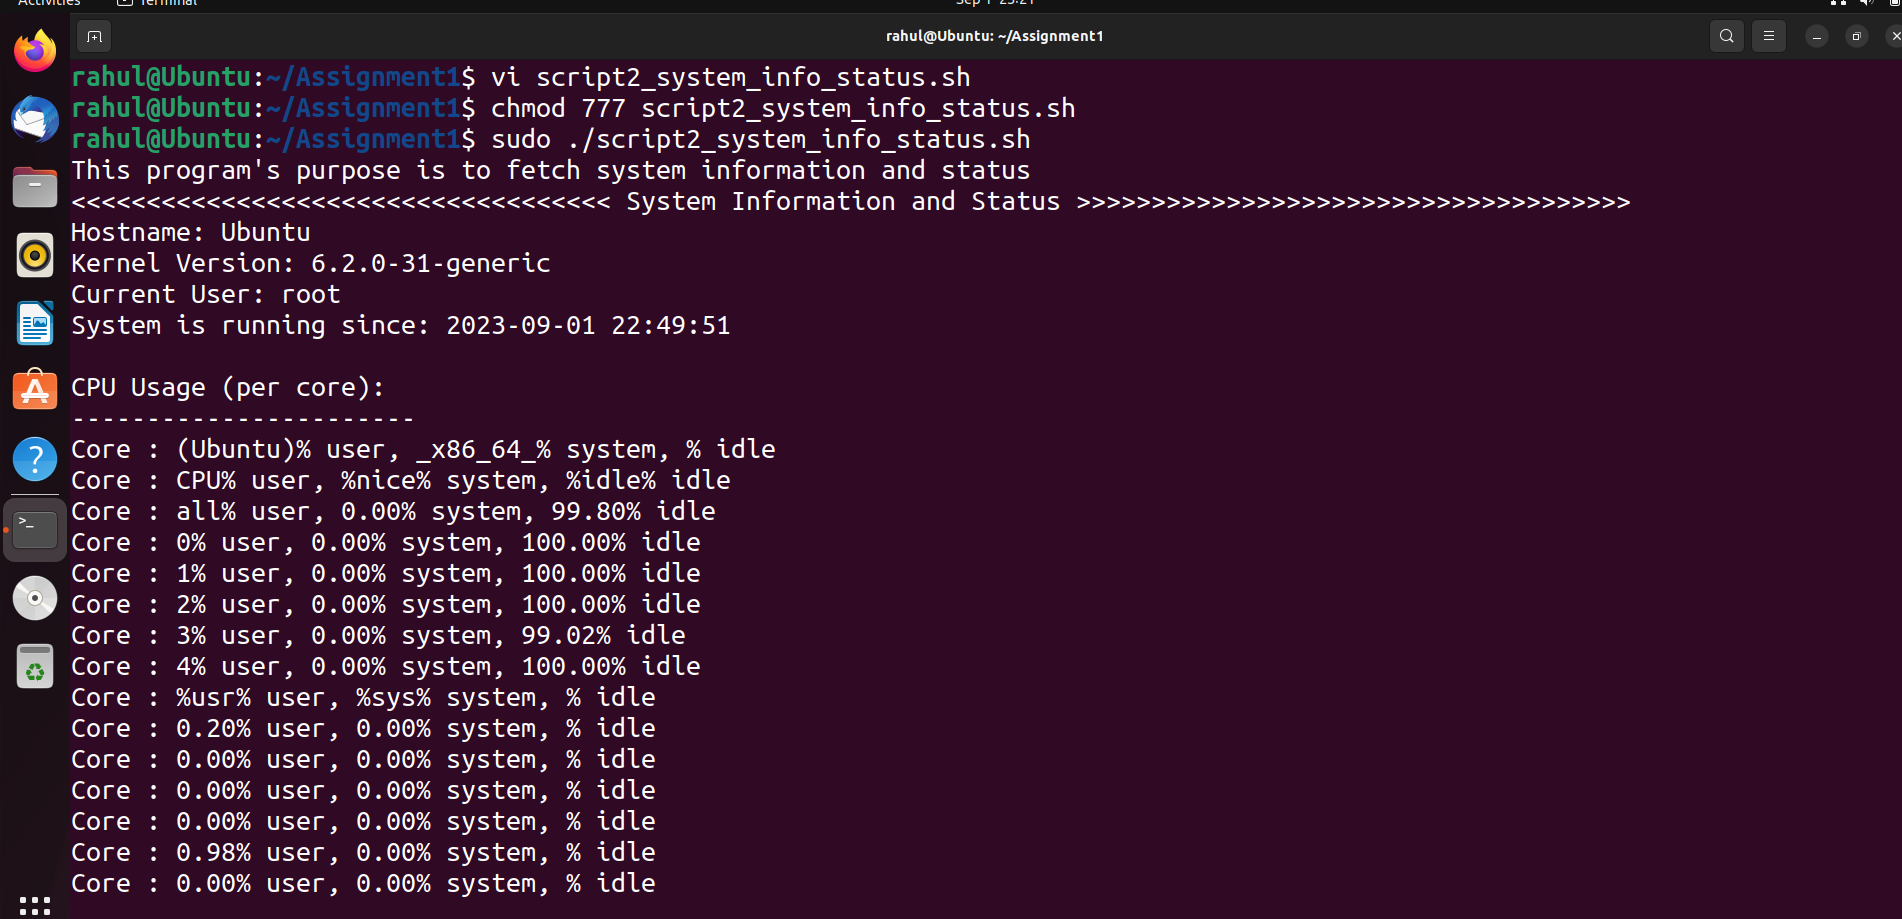 Activities Terminal Sep 1 23:21
rahul@Ubuntu: ~/Assignment1
rahul@Ubuntu:~/Assignment1$ vi script2_system_info_status.sh
rahul@Ubuntu:~/Assignment1$ chmod 777 script2_system_info_status.sh
rahul@Ubuntu:~/Assignment1$ sudo ./script2_system_info_status.sh
This program's purpose is to fetch system information and status
<<<<<<<<<<<<<<<<<<<<<<<<<<<<<<<<<<<< System Information and Status >>>>>>>>>>>>>>>>>>>>>>>>>>>>>>>>>>>>>
Hostname: Ubuntu
Kernel Version: 6.2.0-31-generic
Current User: root
System is running since: 2023-09-01 22:49:51
CPU Usage (per core):
-----------------------
Core : (Ubuntu)% user, _x86_64_% system, % idle
Core : CPU% user, %nice% system, %idle% idle
Core : all% user, 0.00% system, 99.80% idle
Core : 0% user, 0.00% system, 100.00% idle
Core : 1% user, 0.00% system, 100.00% idle
Core : 2% user, 0.00% system, 100.00% idle
Core : 3% user, 0.00% system, 99.02% idle
Core : 4% user, 0.00% system, 100.00% idle
Core : %usr% user, %sys% system, % idle
Core : 0.20% user, 0.00% system, % idle
Core : 0.00% user, 0.00% system, % idle
Core : 0.00% user, 0.00% system, % idle
Core : 0.00% user, 0.00% system, % idle
Core : 0.98% user, 0.00% system, % idle
Core : 0.00% user, 0.00% system, % idle